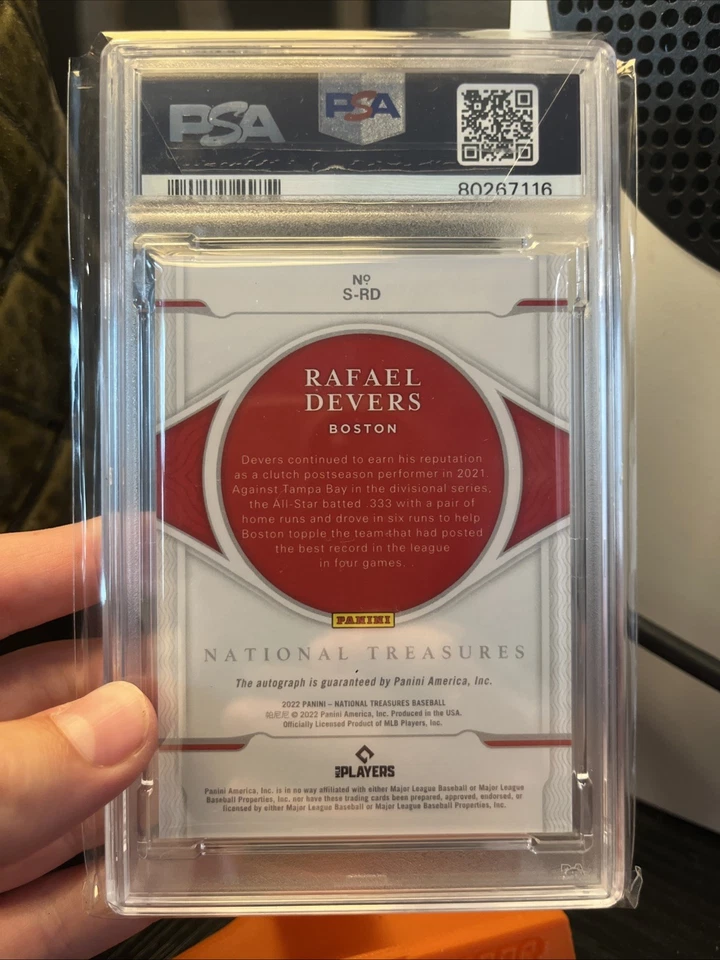 PSA
PSA
80267116
Nº
S-RD
RAFAEL
DEVERS
BOSTON
Devers continued to earn his reputation
as a clutch postseason performer in 2021.
Against Tampa Bay in the divisional series,
the All-Star batted .333 with a pair of
home runs and drove in six runs to help
Boston topple the team that had posted
the best record in the league
in four games.
PANINI
NATIONAL TREASURES
The autograph is guaranteed by Panini America, Inc.
2022 PANINI – NATIONAL TREASURES BASEBALL
帕尼尼 © 2022 Panini America, Inc. Produced in the USA.
Officially Licensed Product of MLB Players, Inc.
MLB PLAYERS
Panini America, Inc. is in no way affiliated with either Major League Baseball or Major League
Baseball Properties, Inc. nor have these trading cards been prepared, approved, endorsed, or
licensed by either Major League Baseball or Major League Baseball Properties, Inc.